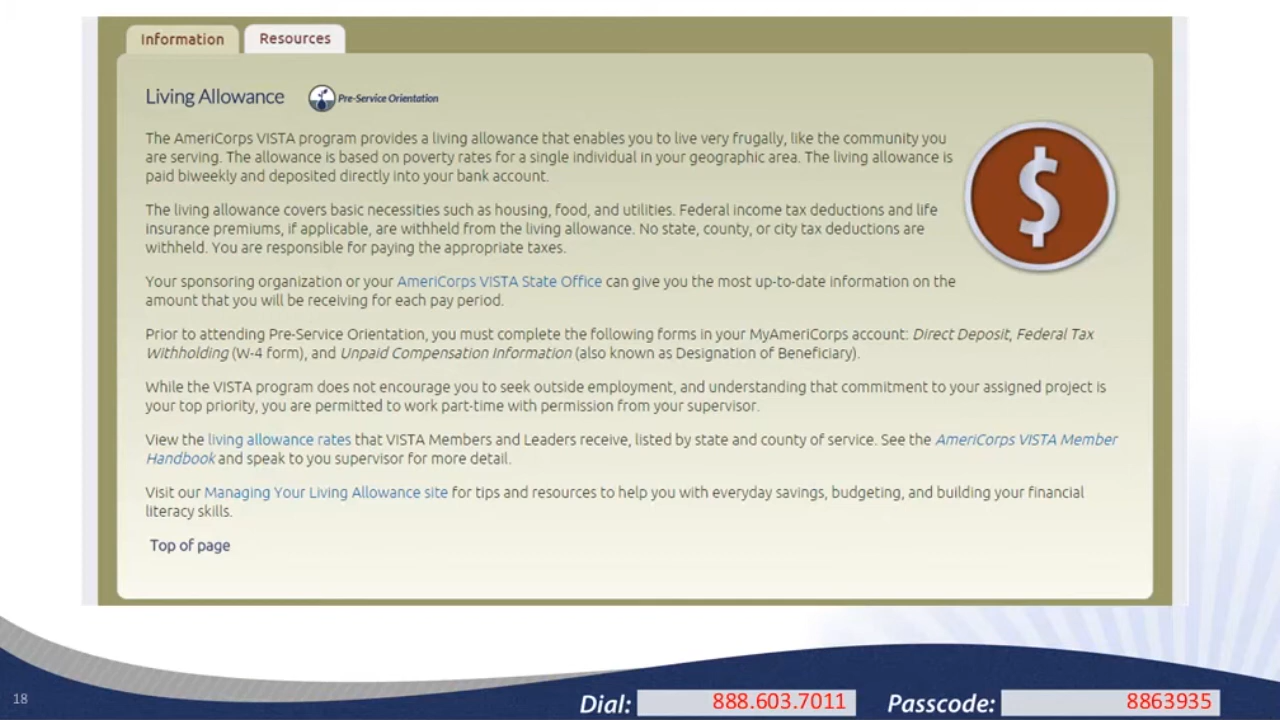 Information
Resources
Living Allowance
Pre-Service Orientation
The AmeriCorps VISTA program provides a living allowance that enables you to live very frugally, like the community you
are serving. The allowance is based on poverty rates for a single individual in your geographic area. The living allowance is
paid biweekly and deposited directly into your bank account.
$
The living allowance covers basic necessities such as housing, food, and utilities. Federal income tax deductions and life
insurance premiums, if applicable, are withheld from the living allowance. No state, county, or city tax deductions are
withheld. You are responsible for paying the appropriate taxes.
Your sponsoring organization or your AmeriCorps VISTA State Office can give you the most up-to-date information on the
amount that you will be receiving for each pay period.
Prior to attending Pre-Service Orientation, you must complete the following forms in your MyAmeriCorps account: Direct Deposit, Federal Tax
Withholding (W-4 form), and Unpaid Compensation Information (also known as Designation of Beneficiary).
While the VISTA program does not encourage you to seek outside employment, and understanding that commitment to your assigned project is
your top priority, you are permitted to work part-time with permission from your supervisor.
View the living allowance rates that VISTA Members and Leaders receive, listed by state and county of service. See the AmeriCorps VISTA Member
Handbook and speak to you supervisor for more detail.
Visit our Managing Your Living Allowance site for tips and resources to help you with everyday savings, budgeting, and building your financial
literacy skills.
Top of page
18
Dial: 888.603.7011
Passcode: 8863935